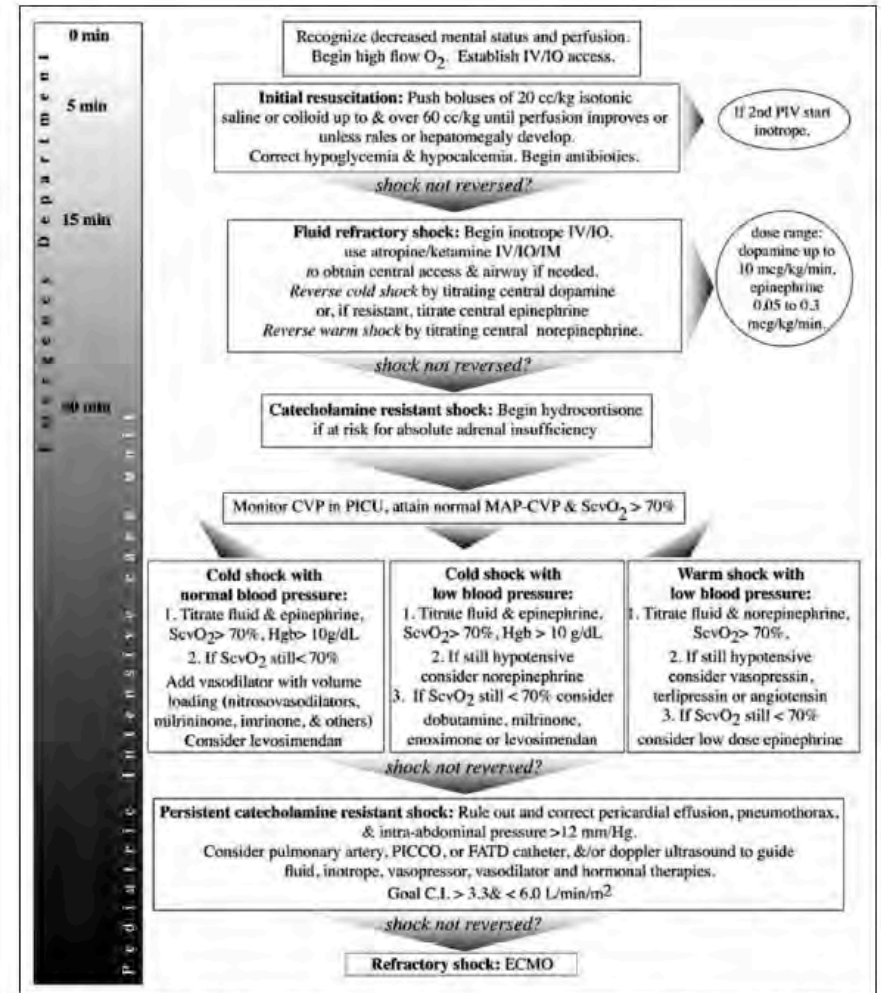 0 min
5 min
15 min
60 min
Emergency Department
Pediatric Intensive care unit
Recognize decreased mental status and perfusion.
Begin high flow O2. Establish IV/IO access.
Initial resuscitation: Push boluses of 20 cc/kg isotonic
saline or colloid up to & over 60 cc/kg until perfusion improves or
unless rales or hepatomegaly develop.
Correct hypoglycemia & hypocalcemia. Begin antibiotics.
If 2nd PIV start
inotrope.
shock not reversed?
Fluid refractory shock: Begin inotrope IV/IO.
use atropine/ketamine IV/IO/IM
to obtain central access & airway if needed.
Reverse cold shock by titrating central dopamine
or, if resistant, titrate central epinephrine
Reverse warm shock by titrating central norepinephrine.
dose range:
dopamine up to
10 mcg/kg/min,
epinephrine
0.05 to 0.3
mcg/kg/min.
shock not reversed?
Catecholamine resistant shock: Begin hydrocortisone
if at risk for absolute adrenal insufficiency
Monitor CVP in PICU, attain normal MAP-CVP & ScvO2 > 70%
Cold shock with
normal blood pressure:
1. Titrate fluid & epinephrine,
ScvO2> 70%, Hgb> 10g/dL
2. If ScvO2 still< 70%
Add vasodilator with volume
loading (nitrosovasodilators,
milrininone, imrinone, & others)
Consider levosimendan
Cold shock with
low blood pressure:
1. Titrate fluid & epinephrine,
ScvO2> 70%, Hgb > 10 g/dL
2. If still hypotensive
consider norepinephrine
3. If ScvO2 still < 70% consider
dobutamine, milrinone,
enoximone or levosimendan
Warm shock with
low blood pressure:
1. Titrate fluid & norepinephrine,
ScvO2> 70%,
2. If still hypotensive
consider vasopressin,
terlipressin or angiotensin
3. If ScvO2 still < 70%
consider low dose epinephrine
shock not reversed?
Persistent catecholamine resistant shock: Rule out and correct pericardial effusion, pneumothorax,
& intra-abdominal pressure >12 mm/Hg.
Consider pulmonary artery, PICCO, or FATD catheter, &/or doppler ultrasound to guide
fluid, inotrope, vasopressor, vasodilator and hormonal therapies.
Goal C.I. > 3.3& < 6.0 L/min/m2
shock not reversed?
Refractory shock: ECMO